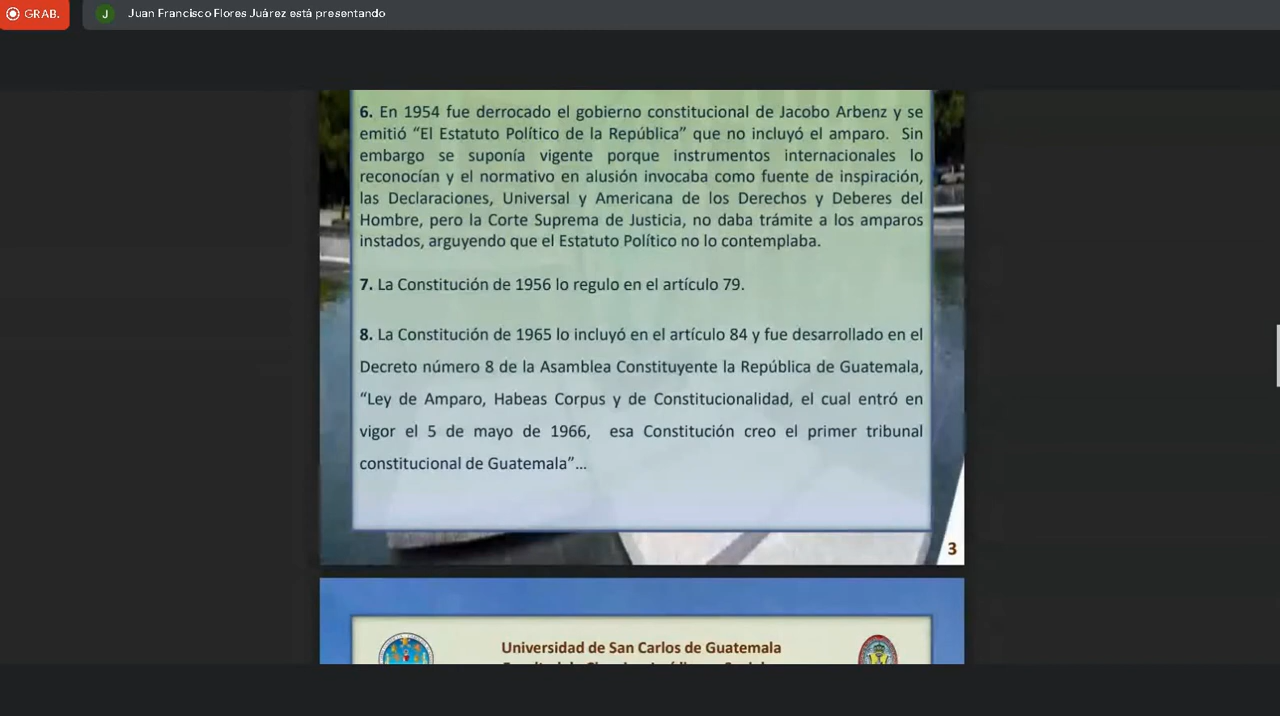 GRAB.
J
Juan Francisco Flores Juárez está presentando
6. En 1954 fue derrocado el gobierno constitucional de Jacobo Arbenz y se
emitió “El Estatuto Político de la República” que no incluyó el amparo. Sin
embargo se suponía vigente porque instrumentos internacionales lo
reconocían y el normativo en alusión invocaba como fuente de inspiración,
las Declaraciones, Universal y Americana de los Derechos y Deberes del
Hombre, pero la Corte Suprema de Justicia, no daba trámite a los amparos
instados, arguyendo que el Estatuto Político no lo contemplaba.
7. La Constitución de 1956 lo regulo en el artículo 79.
8. La Constitución de 1965 lo incluyó en el artículo 84 y fue desarrollado en el
Decreto número 8 de la Asamblea Constituyente la República de Guatemala,
“Ley de Amparo, Habeas Corpus y de Constitucionalidad, el cual entró en
vigor el 5 de mayo de 1966, esa Constitución creo el primer tribunal
constitucional de Guatemala”...
3
Universidad de San Carlos de Guatemala